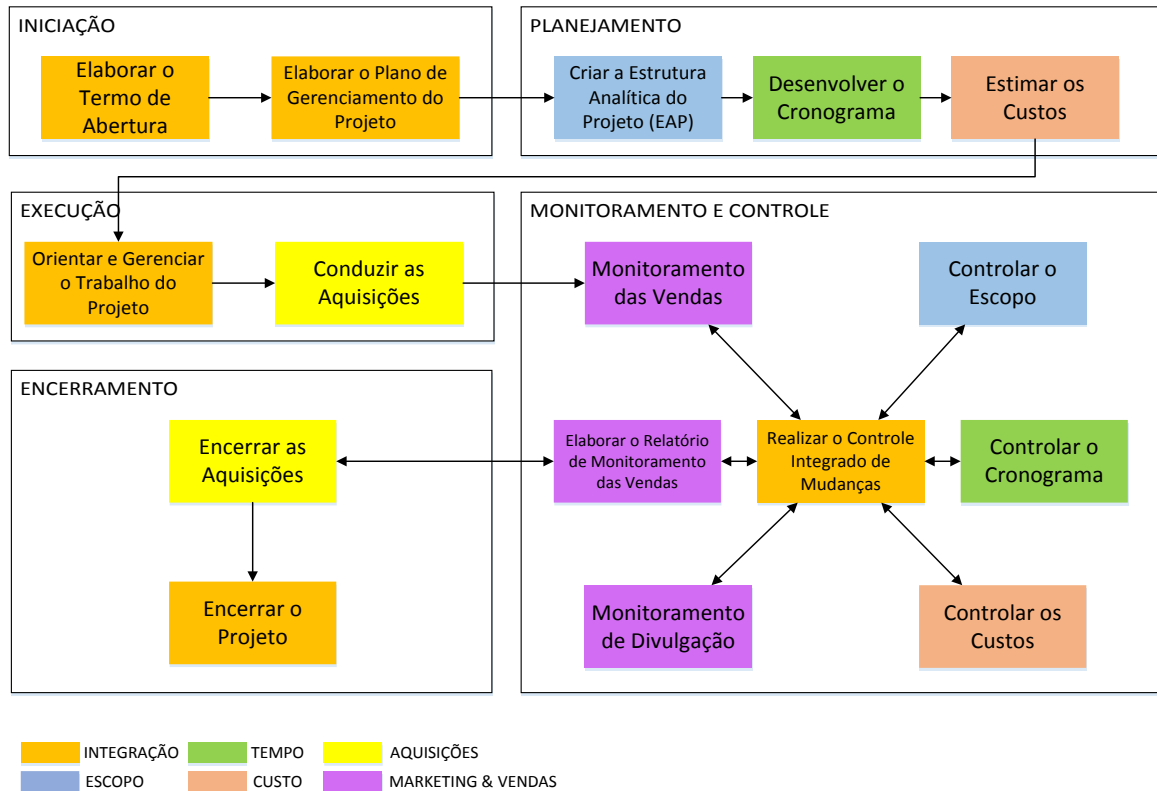 INICIAÇÃO
Elaborar o
Termo de
Abertura
Elaborar o Plano de
Gerenciamento do
Projeto
PLANEJAMENTO
Criar a Estrutura
Analítica do
Projeto (EAP)
Desenvolver o
Cronograma
Estimar os
Custos
EXECUÇÃO
Orientar e Gerenciar
o Trabalho do
Projeto
Conduzir as
Aquisições
MONITORAMENTO E CONTROLE
Monitoramento
das Vendas
Controlar o
Escopo
Elaborar o Relatório
de Monitoramento
das Vendas
Realizar o Controle
Integrado de
Mudanças
Controlar o
Cronograma
Monitoramento
de Divulgação
Controlar os
Custos
ENCERRAMENTO
Encerrar as
Aquisições
Encerrar o
Projeto
INTEGRAÇÃO
TEMPO
AQUISIÇÕES
ESCOPO
CUSTO
MARKETING & VENDAS